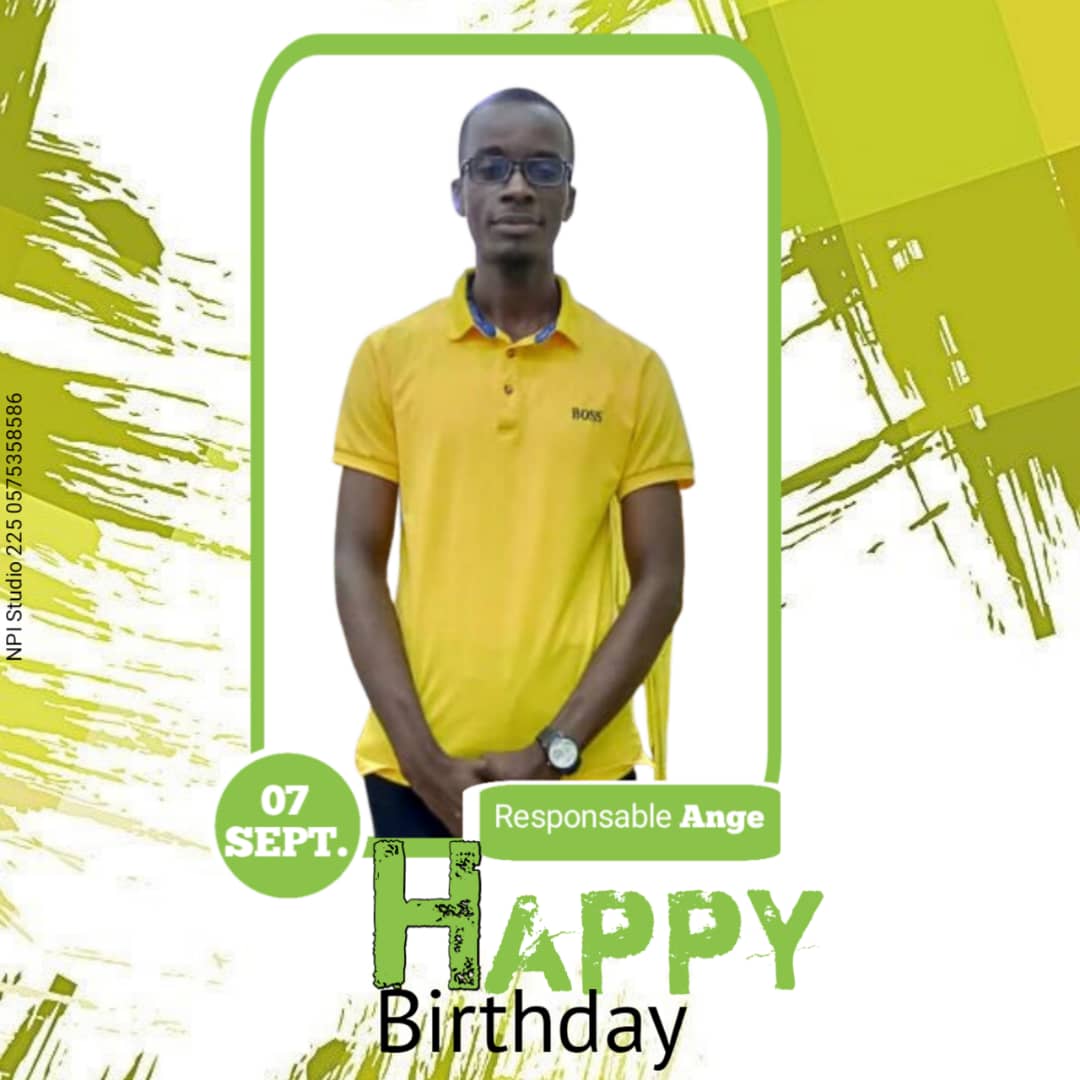 NPI Studio 225 0575358586
BOSS
07
SEPT.
Responsable Ange
HAPPY
Birthday